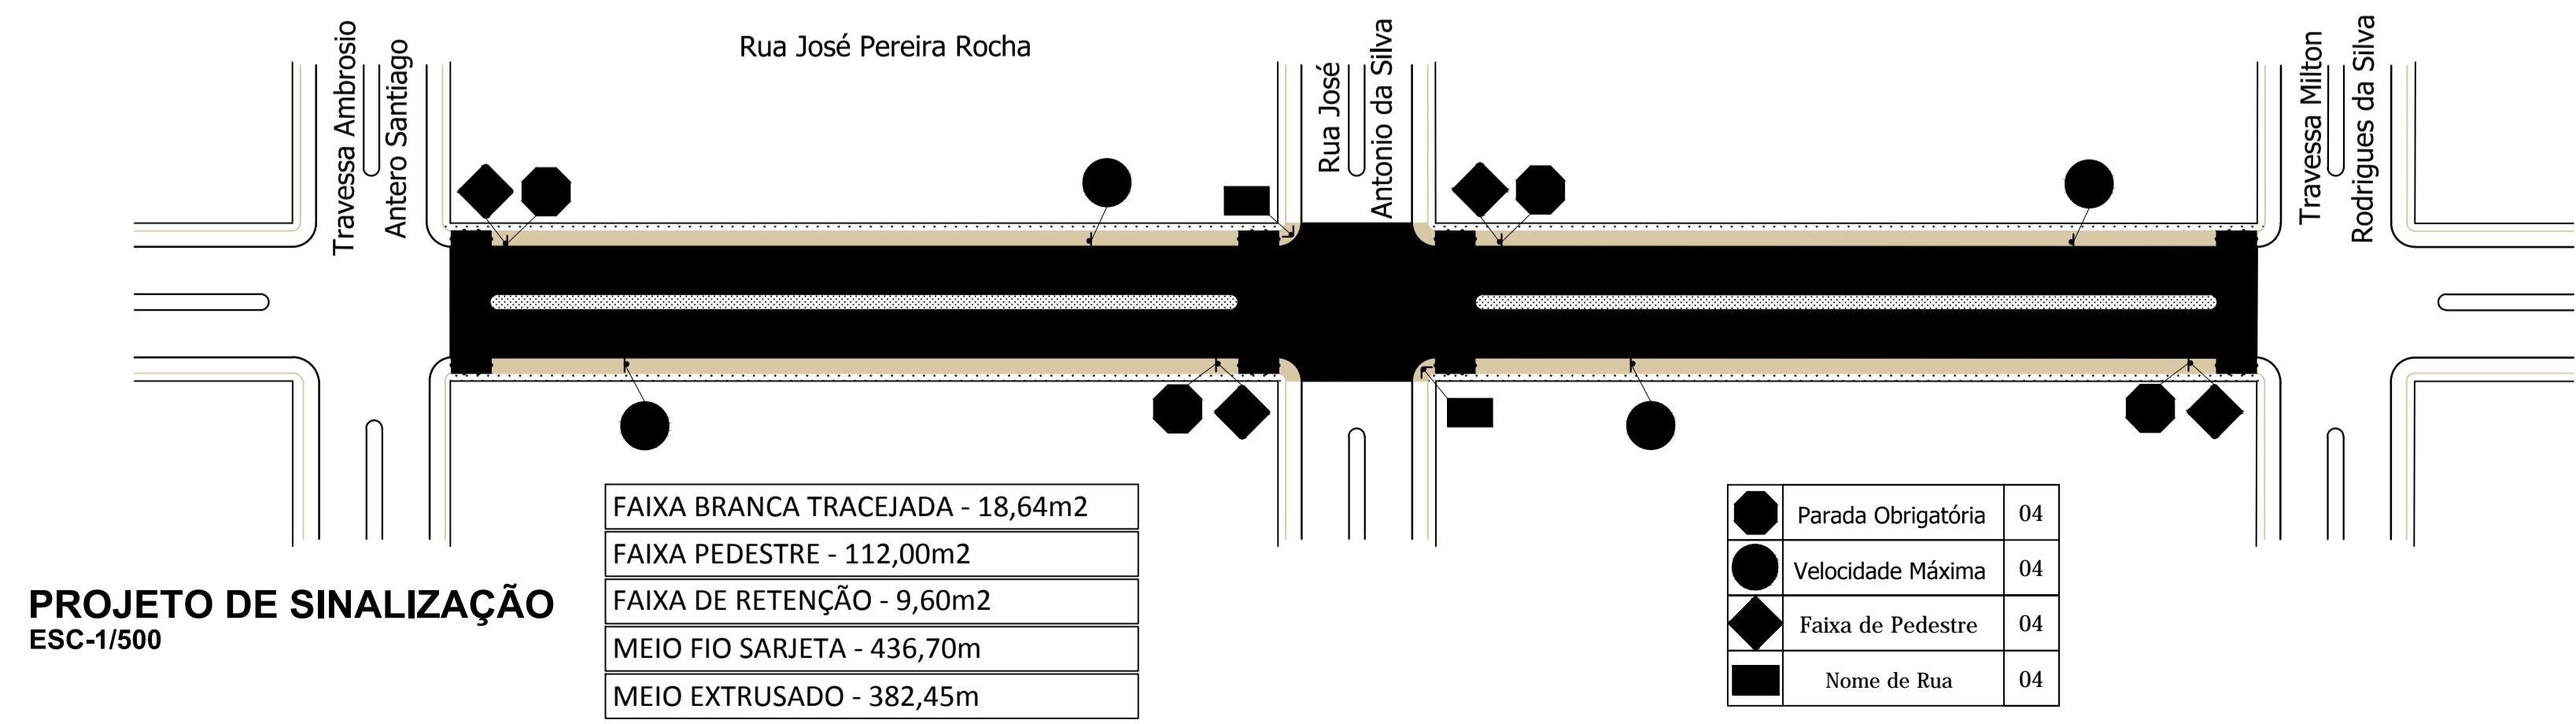 Rua José Pereira Rocha
Travessa Ambrosio
Antero Santiago
Rua José
Antonio da Silva
Travessa Milton
Rodrigues da Silva
FAIXA BRANCA TRACEJADA - 18,64m2
FAIXA PEDESTRE - 112,00m2
FAIXA DE RETENÇÃO - 9,60m2
MEIO FIO SARJETA - 436,70m
MEIO EXTRUSADO - 382,45m
Parada Obrigatória 04
Velocidade Máxima 04
Faixa de Pedestre 04
Nome de Rua 04
PROJETO DE SINALIZAÇÃO
ESC-1/500